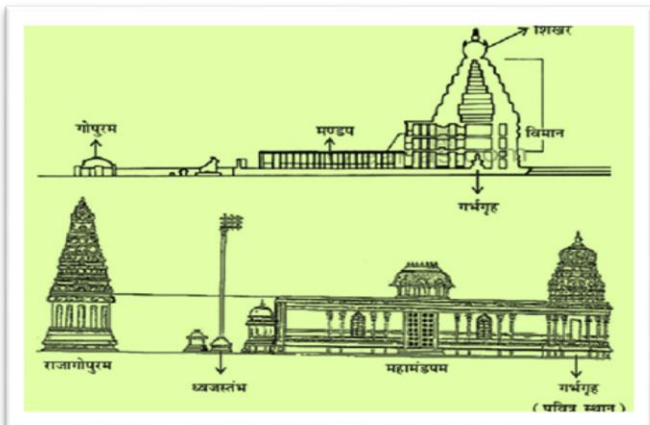 शिखर
गोपुरम
मण्डप
विमान
गर्भगृह
राजागोपुरम
ध्वजस्तंभ
महामंडपम
गर्भगृह
( पवित्र स्थान )